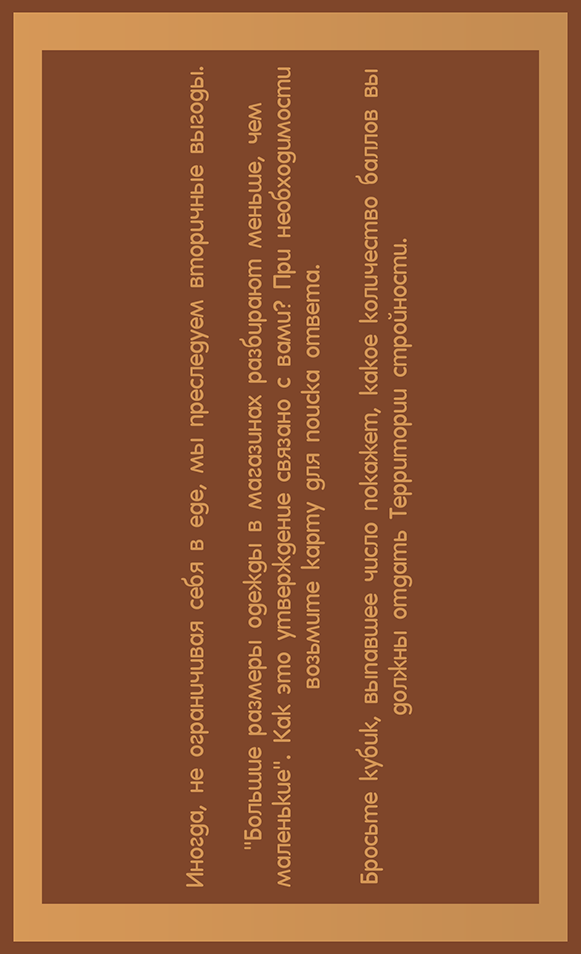 Иногда, не ограничивая себя в еде, мы преследуем вторичные выгоды.
"Большие размеры одежды в магазинах разбирают меньше, чем
маленькие". Как это утверждение связано с вами? При необходимости
возьмите карту для поиска ответа.
Бросьте кубик, выпавшее число покажет, какое количество баллов вы
должны отдать Территории стройности.